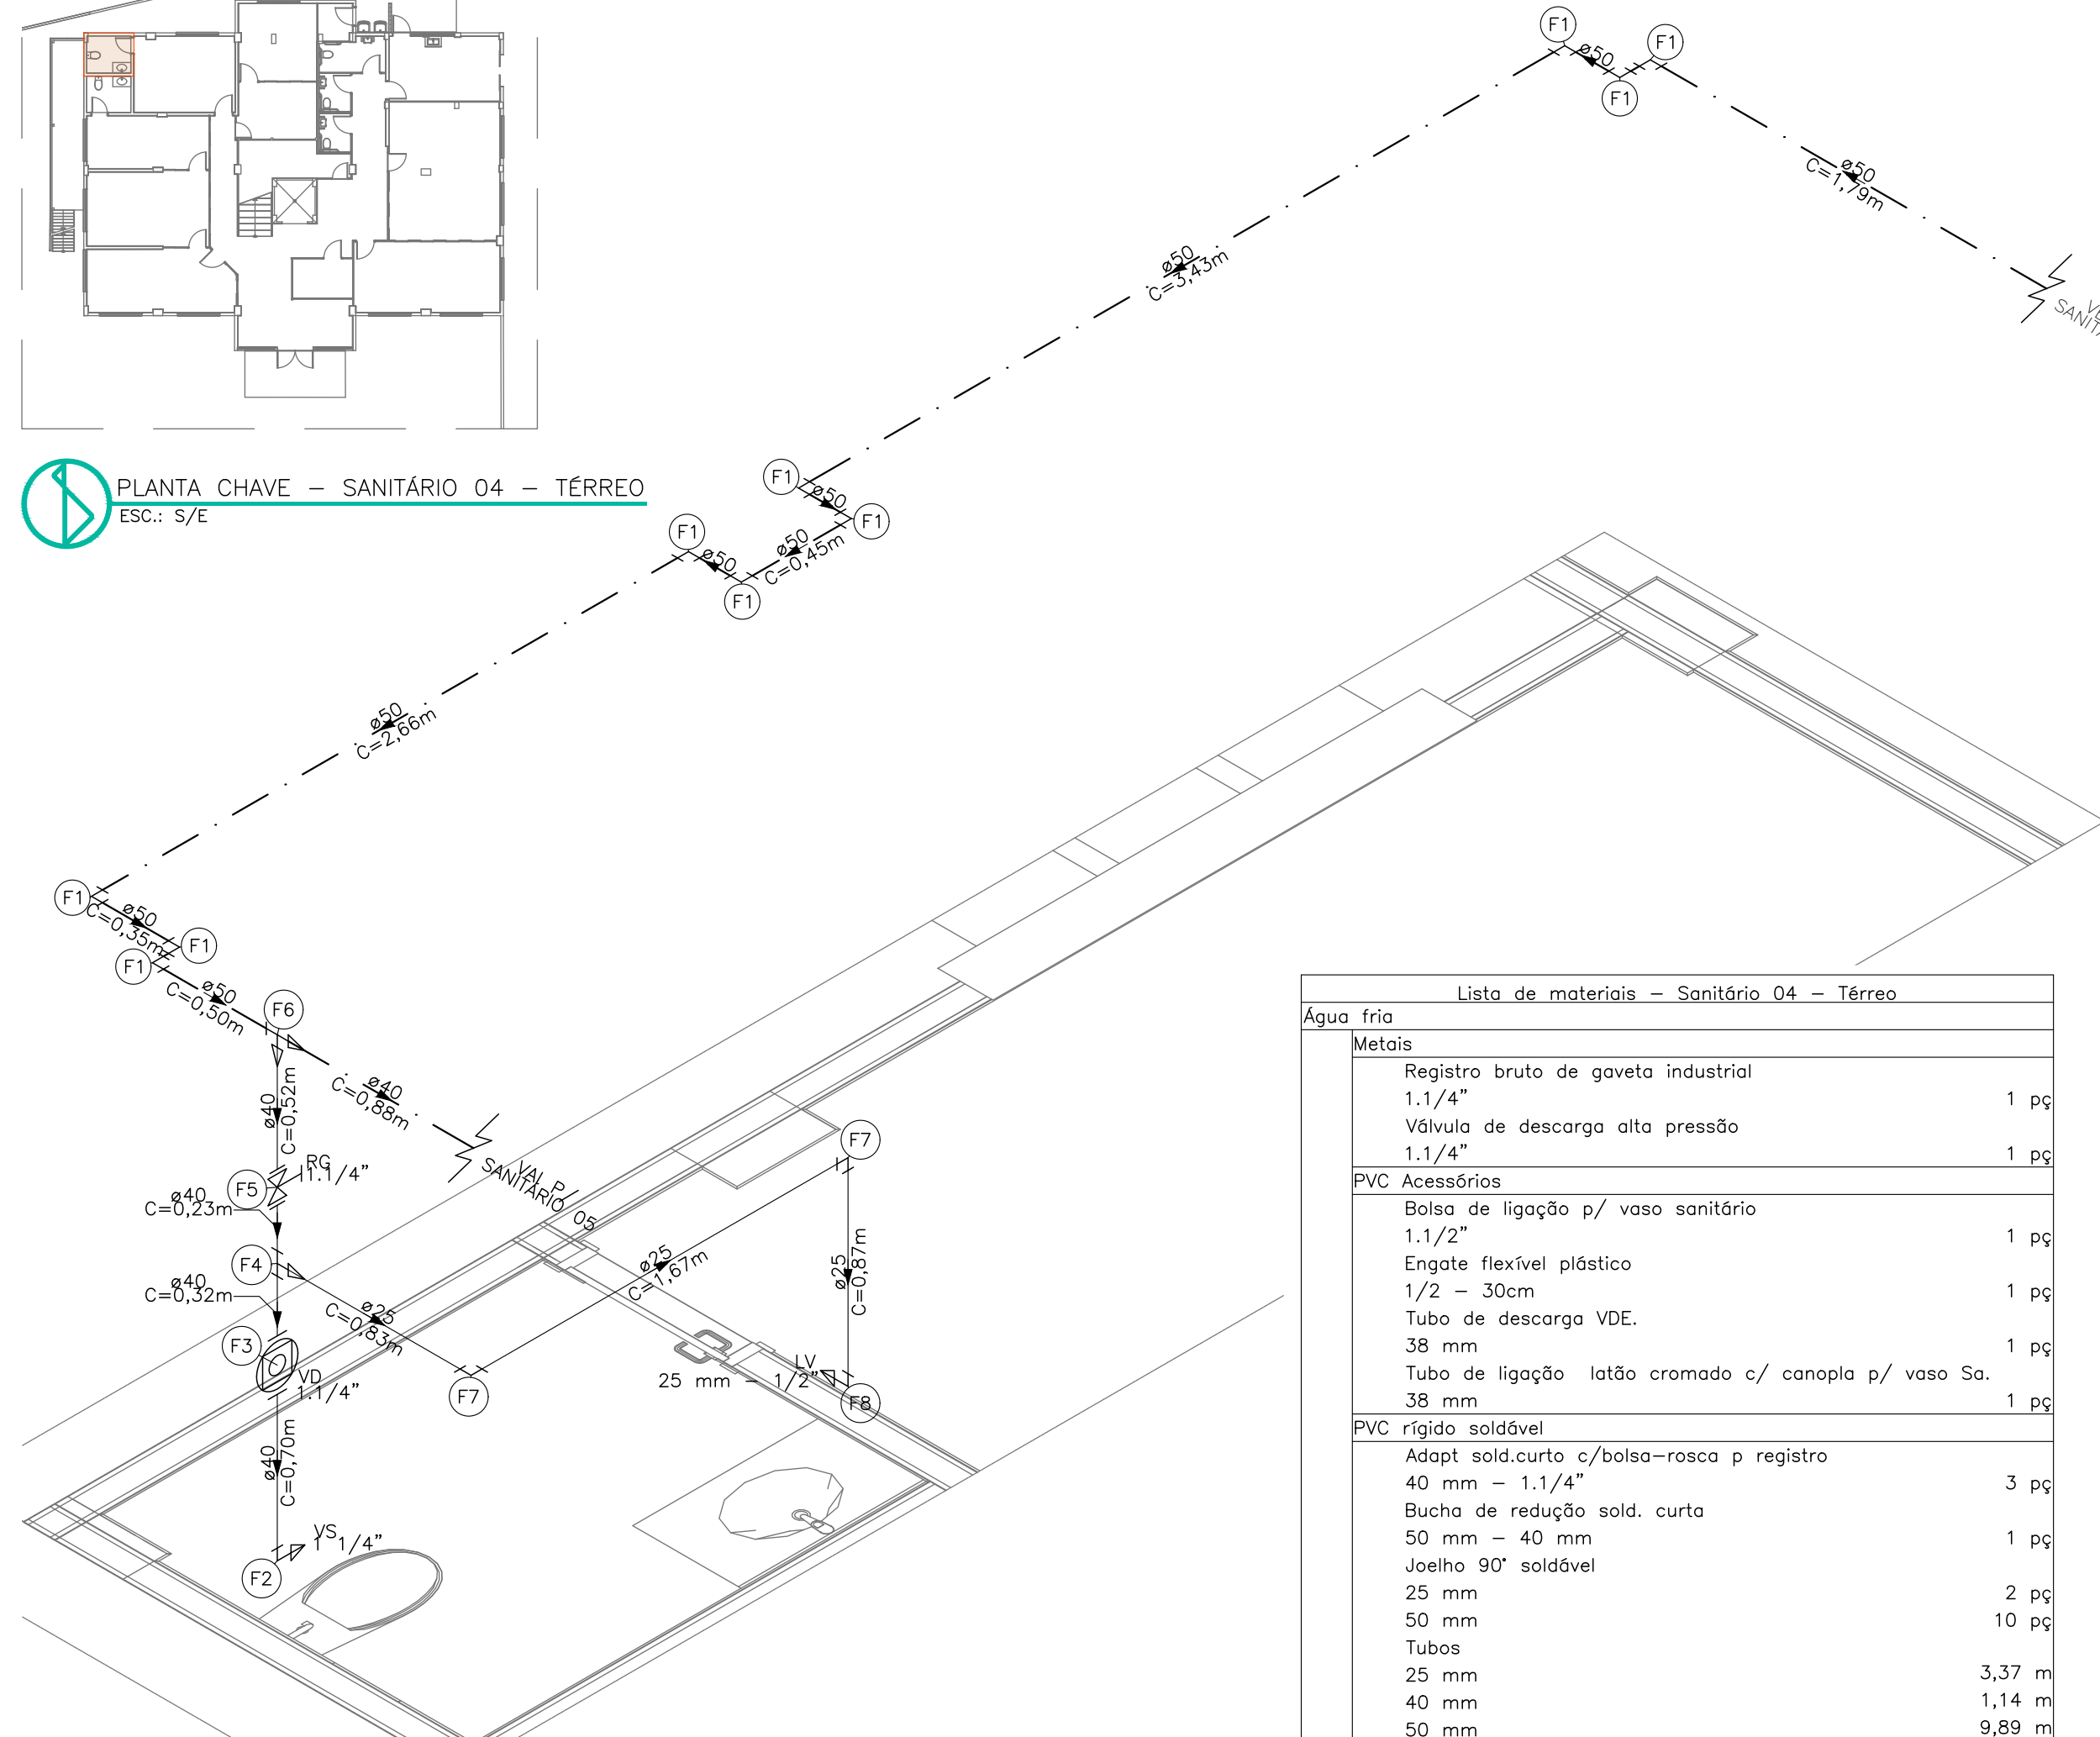 PLANTA CHAVE – SANITÁRIO 04 – TÉRREO
ESC.: S/E
F1
ø50
F1
F1
ø50
C=1,79m
SANIT
ø50
C=3,43m
F1
ø50
F1
ø50
C=0,45m
F1
ø50
F1
ø50
C=2,66m
F1
ø50
C=0,35m
F1
F1
ø50
C=0,50m
F6
ø40
C=0,88m
VAI P/
SANITÁRIO 05
ø40
C=0,52m
RG
1.1/4"
F5
ø40
C=0,23m
F4
ø40
C=0,32m
F3
VD
1.1/4"
ø25
C=0,83m
F7
ø25
C=1,67m
F7
ø25
C=0,87m
LV
25 mm – 1/2"
F8
ø40
C=0,70m
VS
1 1/4"
F2
Lista de materiais – Sanitário 04 – Térreo
Água fria
Metais
Registro bruto de gaveta industrial
1.1/4" 1 pç
Válvula de descarga alta pressão
1.1/4" 1 pç
PVC Acessórios
Bolsa de ligação p/ vaso sanitário
1.1/2" 1 pç
Engate flexível plástico
1/2 – 30cm 1 pç
Tubo de descarga VDE.
38 mm 1 pç
Tubo de ligação latão cromado c/ canopla p/ vaso Sa.
38 mm 1 pç
PVC rígido soldável
Adapt sold.curto c/bolsa–rosca p registro
40 mm – 1.1/4" 3 pç
Bucha de redução sold. curta
50 mm – 40 mm 1 pç
Joelho 90° soldável
25 mm 2 pç
50 mm 10 pç
Tubos
25 mm 3,37 m
40 mm 1,14 m
50 mm 9,89 m